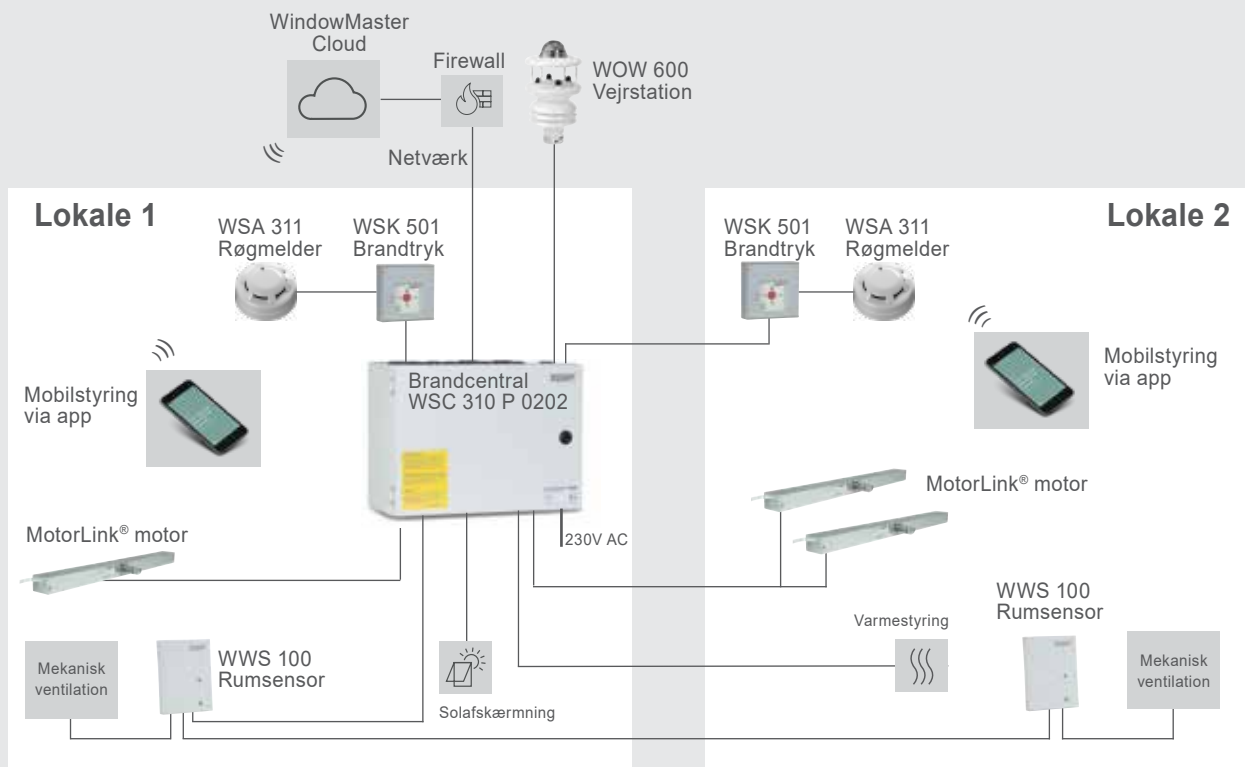 WindowMaster
Cloud
Firewall
WOW 600
Vejrstation
Netværk
Lokale 1
WSA 311
Røgmelder
WSK 501
Brandtryk
Mobilstyring
via app
Brandcentral
WSC 310 P 0202
230V AC
MotorLink® motor
Mekanisk
ventilation
WWS 100
Rumsensor
Solafskærmning
Lokale 2
WSK 501
Brandtryk
WSA 311
Røgmelder
Mobilstyring
via app
MotorLink® motor
Varmestyring
WWS 100
Rumsensor
Mekanisk
ventilation